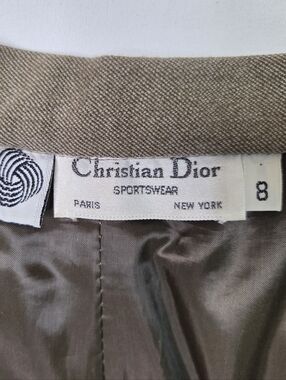 Christian Dior
SPORTSWEAR
PARIS NEW YORK
8